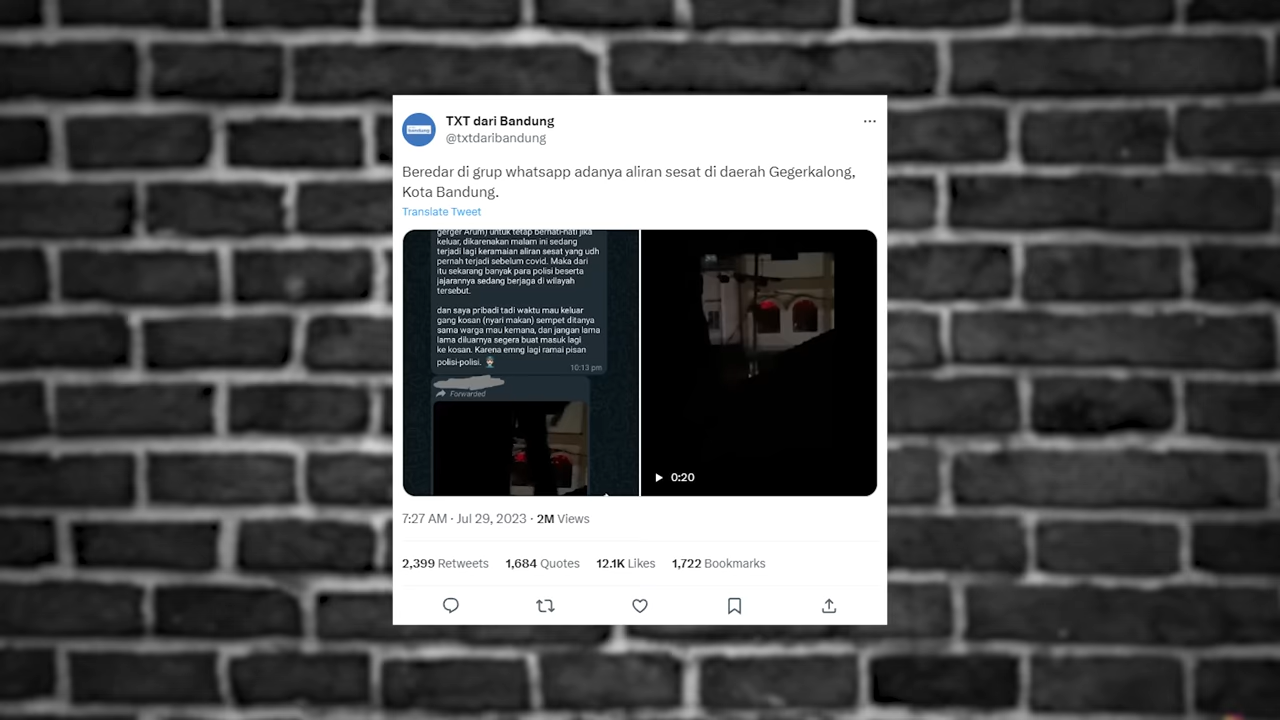 TXT dari Bandung
@txtdaribandung
Beredar di grup whatsapp adanya aliran sesat di daerah Gegerkalong,
Kota Bandung.
Translate Tweet
gerger Arum) untuk tetap berhati-hati jika
keluar, dikarenakan malam ini sedang
terjadi lagi keramaian aliran sesat yang udh
pernah terjadi sebelum covid. Maka dari
itu sekarang banyak para polisi beserta
jajarannya sedang berjaga di wilayah
tersebut.
dan saya pribadi tadi waktu mau keluar
gang kosan (nyari makan) sempet ditanya
sama warga mau kemana, dan jangan lama
lama diluarnya segera buat masuk lagi
ke kosan. Karena emng lagi ramai pisan
polisi-polisi.
10:13 pm
Forwarded
0:20
7:27 AM · Jul 29, 2023 · 2M Views
2,399 Retweets 1,684 Quotes 12.1K Likes 1,722 Bookmarks